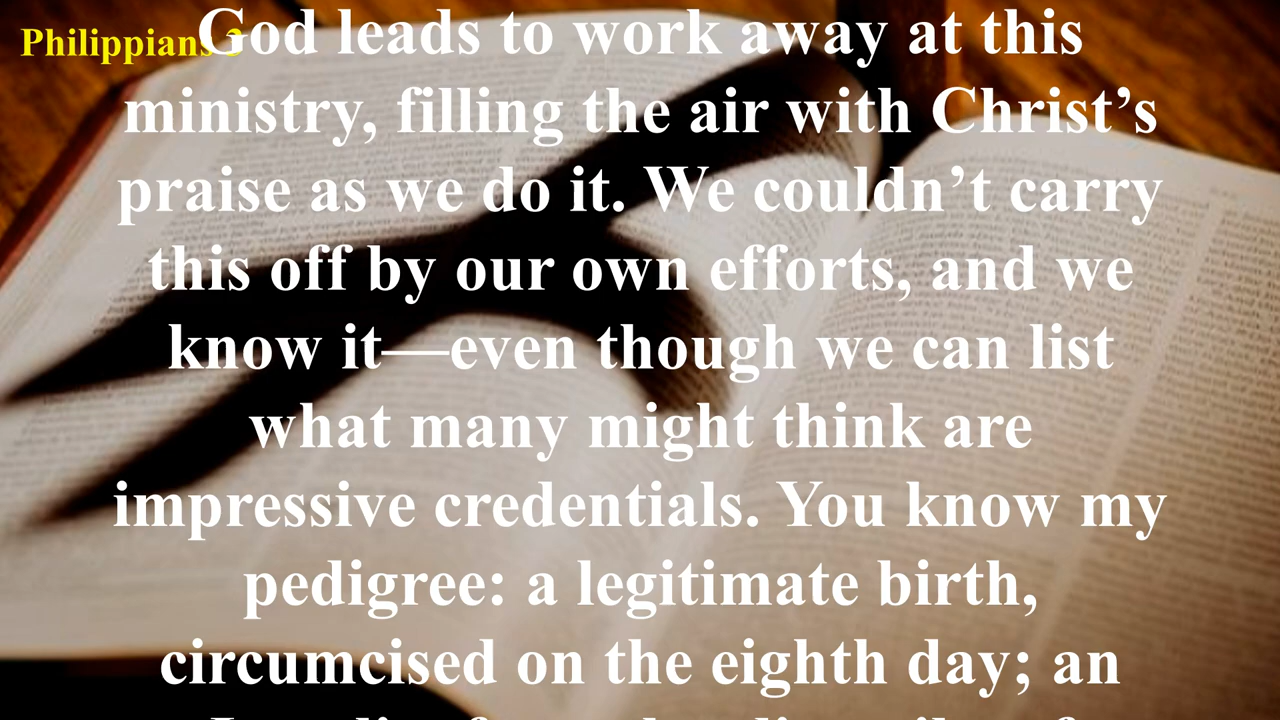 Philippians 3
God leads to work away at this
ministry, filling the air with Christ’s
praise as we do it. We couldn’t carry
this off by our own efforts, and we
know it—even though we can list
what many might think are
impressive credentials. You know my
pedigree: a legitimate birth,
circumcised on the eighth day; an